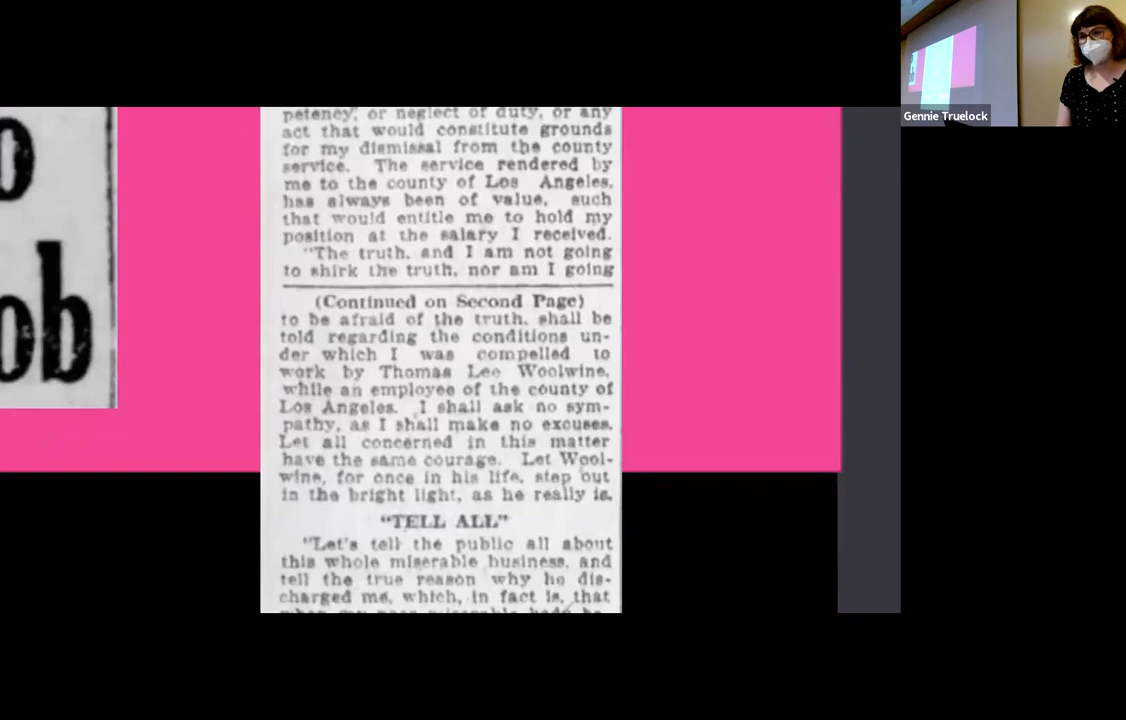 o
ob
petency, or neglect of duty, or any
act that would constitute grounds
for my dismissal from the county
service. The service rendered by
me to the county of Los Angeles,
has always been of value, such
that would entitle me to hold my
position at the salary I received.
"The truth, and I am not going
to shirk the truth, nor am I going
(Continued on Second Page)
to be afraid of the truth, shall be
told regarding the conditions un-
der which I was compelled to
work by Thomas Lee Woolwine,
while an employee of the county of
Los Angeles. I shall ask no sym-
pathy, as I shall make no excuses.
Let all concerned in this matter
have the same courage. Let Wool-
wine, for once in his life, step out
in the bright light, as he really is.
"TELL ALL"
"Let's tell the public all about
this whole miserable business, and
tell the true reason why he dis-
charged me, which, in fact is, that
Gennie Truelock